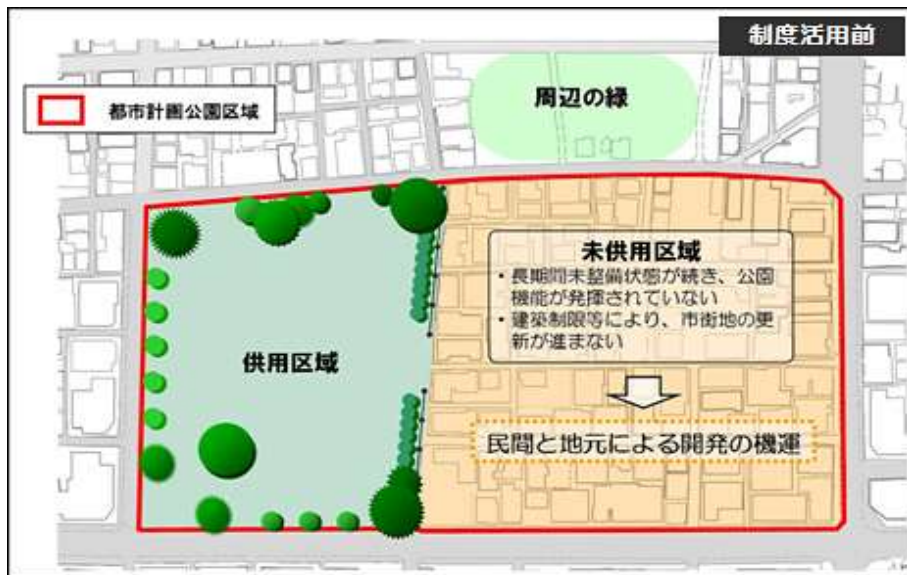 制度活用前
周辺の緑
都市計画公園区域
未供用区域
・長期間未整備状態が続き、公園
機能が発揮されていない
・建築制限等により、市街地の更
新が進まない
供用区域
民間と地元による開発の機運